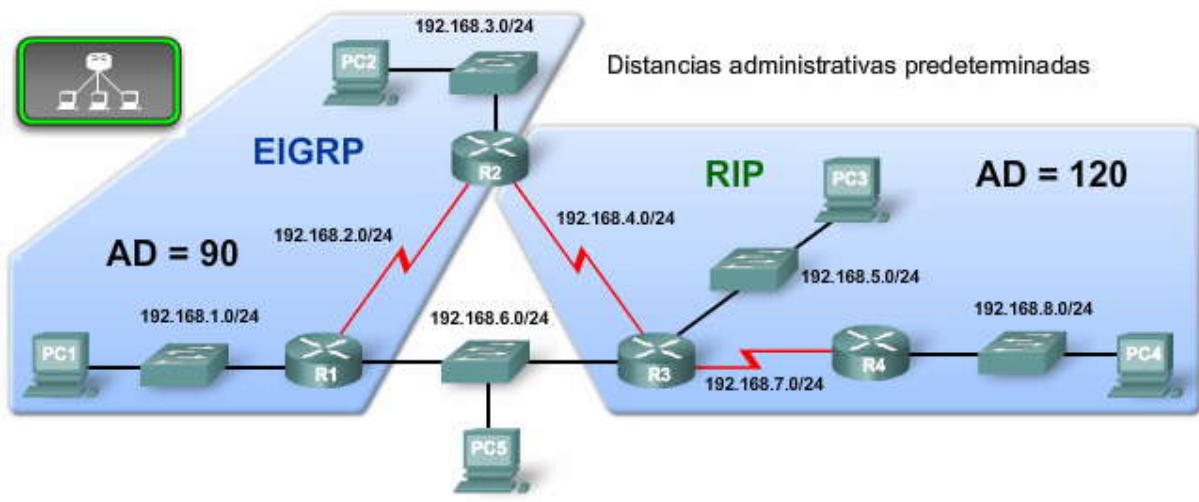 192.168.3.0/24
PC2
Distancias administrativas predeterminadas
EIGRP
R2
RIP
PC3
AD = 120
192.168.2.0/24
192.168.4.0/24
AD = 90
192.168.5.0/24
192.168.1.0/24
192.168.6.0/24
192.168.8.0/24
PC1
R1
R3
R4
PC4
192.168.7.0/24
PC5